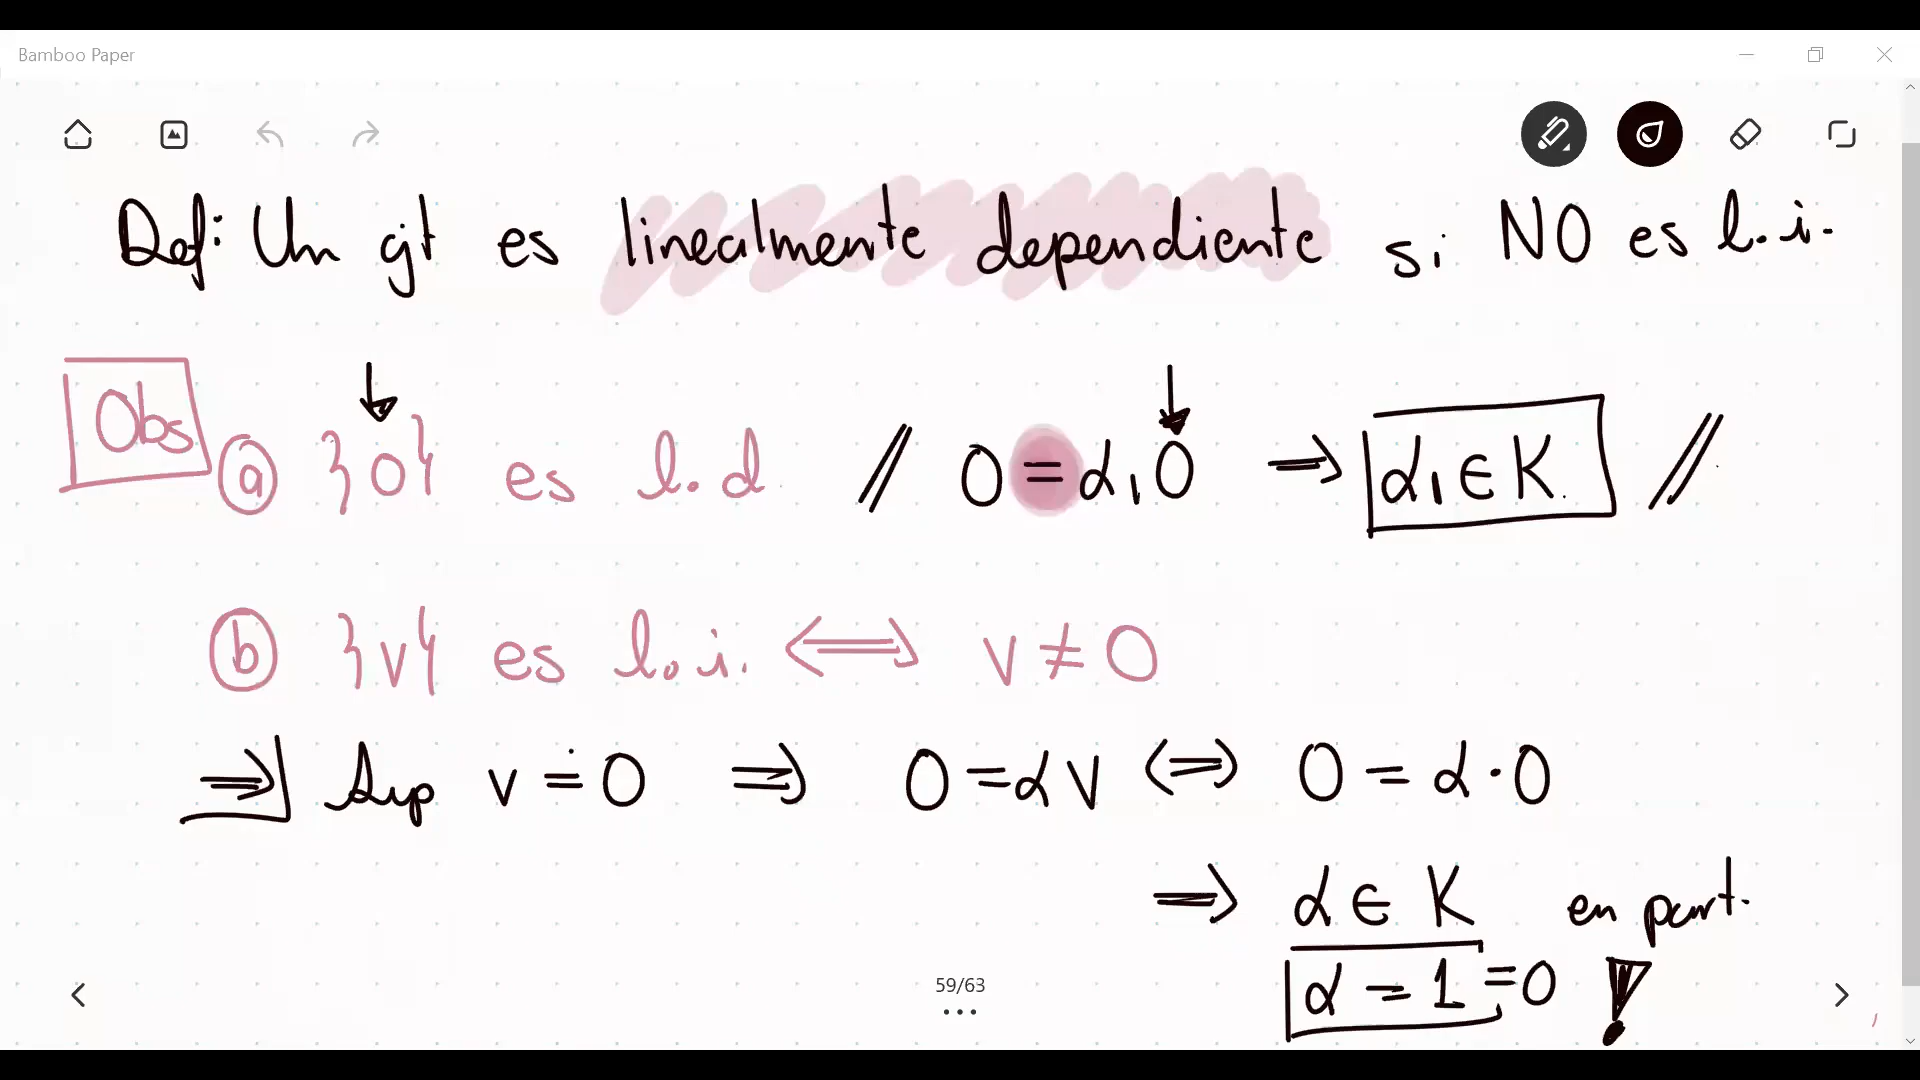 Bamboo Paper
Def: Un cjt es linealmente dependiente si NO es l.i.
Obs
ⓐ {0} es l.d // 0 = α₁0 ⇒ α₁ ∈ K. //
ⓑ {v} es l.i. ⟺ v ≠ 0
⇒] Sup v = 0 ⇒ 0 = αv ⟺ 0 = α·0
⇒ α ∈ K en part.
α = 1 = 0 !
59/63